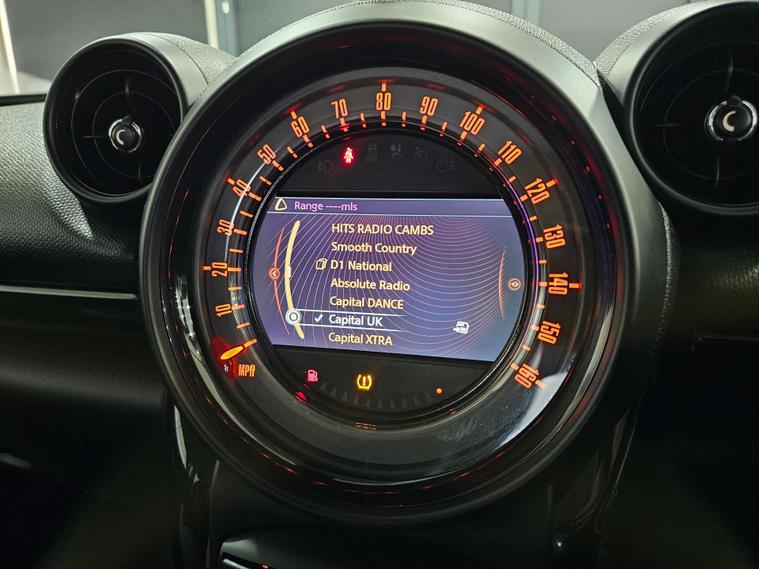 80
70
90
60
100
50
110
40
120
30
130
20
140
10
150
MPH
160
Range ----mls
HITS RADIO CAMBS
Smooth Country
D1 National
Absolute Radio
Capital DANCE
Capital UK
Capital XTRA